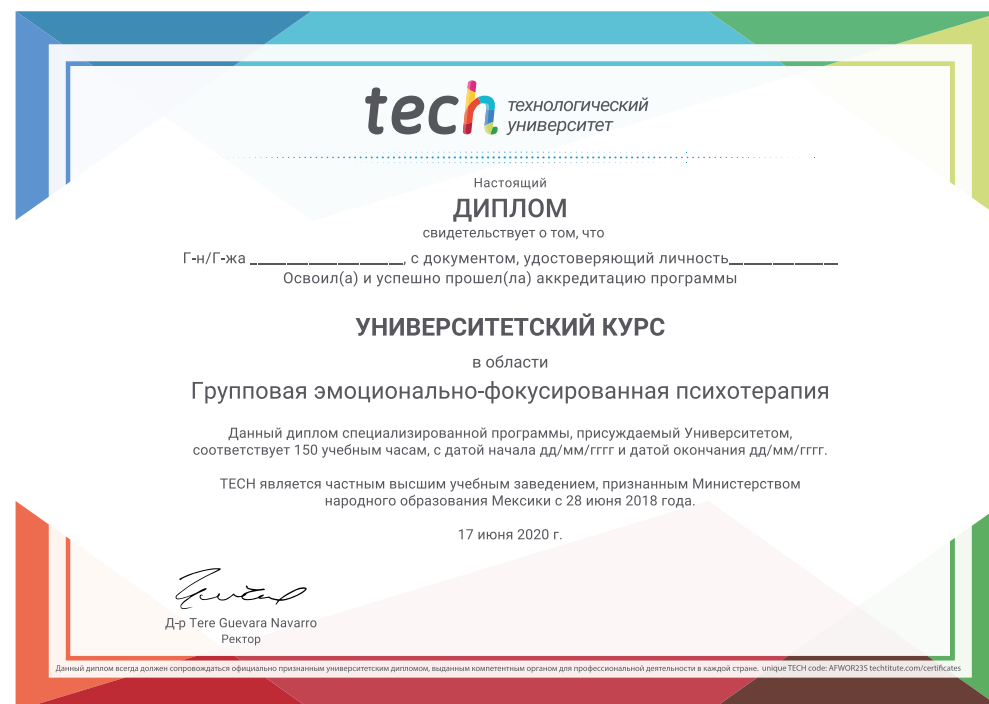 tech технологический
университет
Настоящий
ДИПЛОМ
свидетельствует о том, что
Г-н/Г-жа ____________________, с документом, удостоверяющий личность______________
Освоил(а) и успешно прошел(ла) аккредитацию программы
УНИВЕРСИТЕТСКИЙ КУРС
в области
Групповая эмоционально-фокусированная психотерапия
Данный диплом специализированной программы, присуждаемый Университетом,
соответствует 150 учебным часам, с датой начала дд/мм/гггг и датой окончания дд/мм/гггг.
TECH является частным высшим учебным заведением, признанным Министерством
народного образования Мексики с 28 июня 2018 года.
17 июня 2020 г.
Д-р Tere Guevara Navarro
Ректор
Данный диплом всегда должен сопровождаться официально признанным университетским дипломом, выданным компетентным органом для профессиональной деятельности в каждой стране. unique TECH code: AFWOR23S techtitute.com/certificates